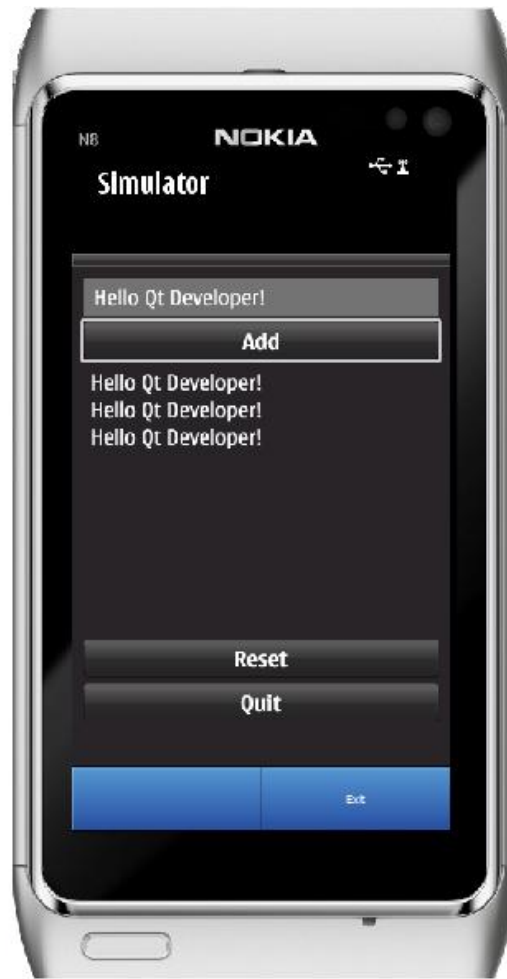 N8 NOKIA
Simulator
Hello Qt Developer!
Add
Hello Qt Developer!
Hello Qt Developer!
Hello Qt Developer!
Reset
Quit
Exit